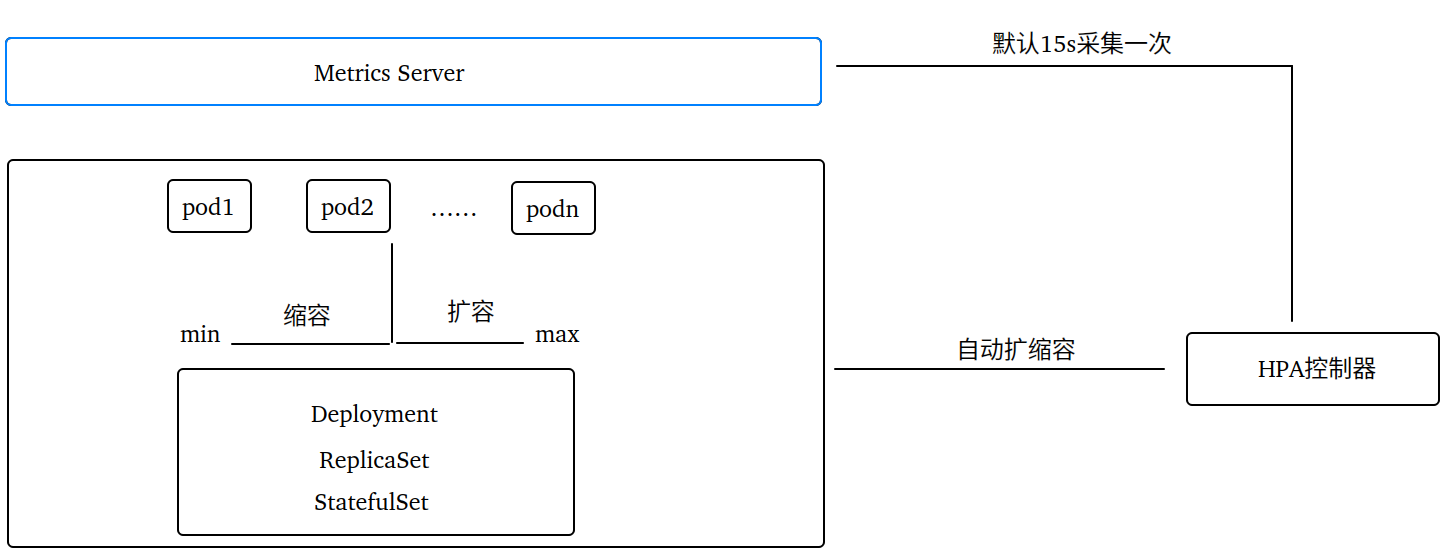 默认15s采集一次
Metrics Server
pod1
pod2
......
podn
缩容
扩容
min
max
自动扩缩容
HPA控制器
Deployment
ReplicaSet
StatefulSet